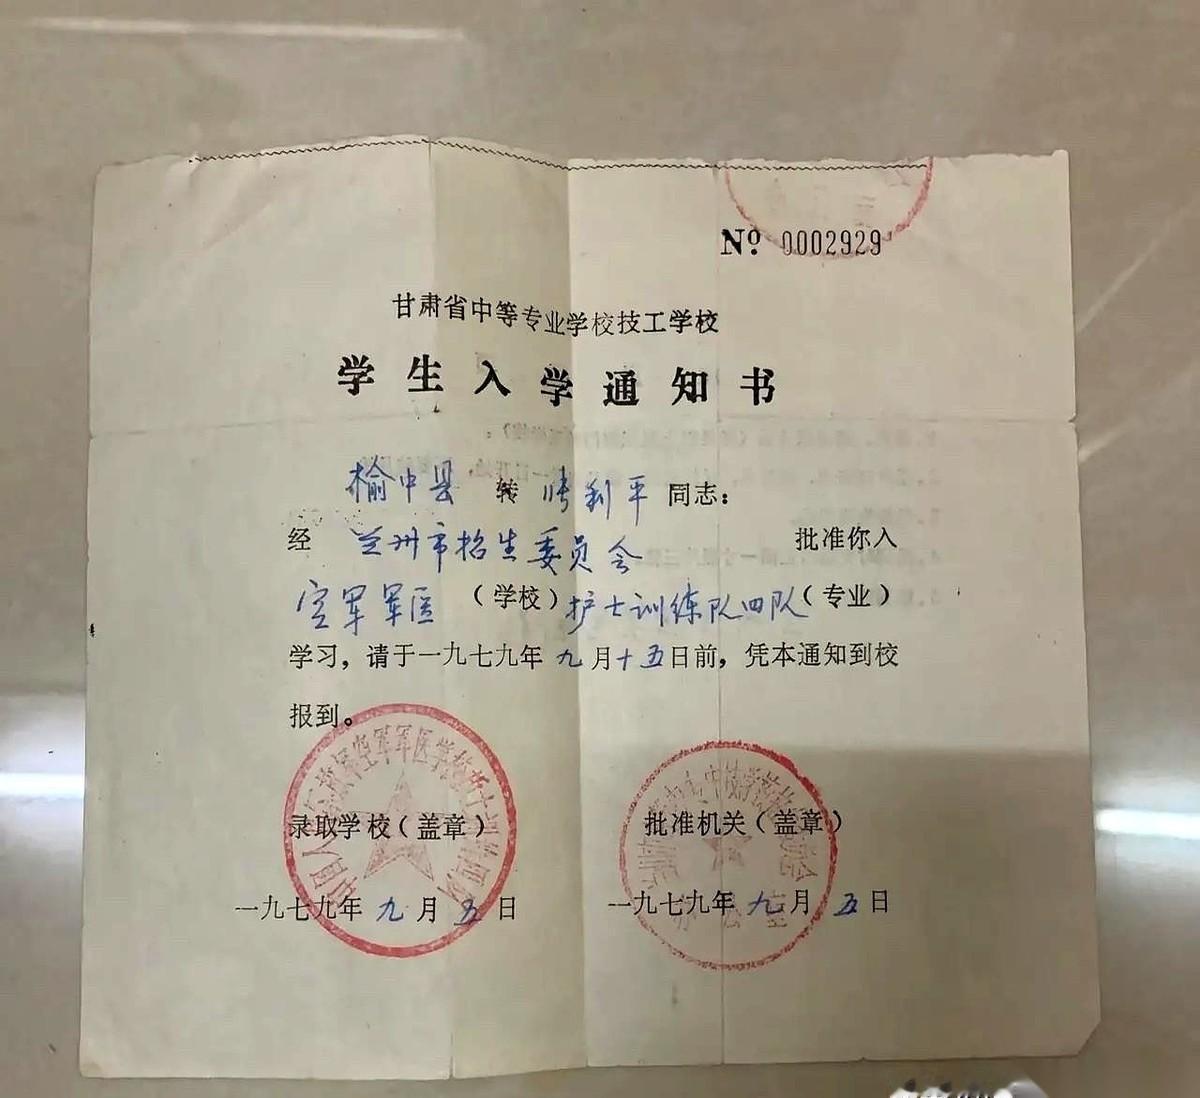 № 0002929
甘肃省中等专业学校技工学校
学生入学通知书
榆中县 转 张利平 同志：
经 兰州市招生委员会 批准你入
空军军医（学校）护士训练队四队（专业）
学习，请于一九七九年九月十五日前，凭本通知到校
报到。
录取学校（盖章） 批准机关（盖章）
一九七九年九月五日 一九七九年九月五日